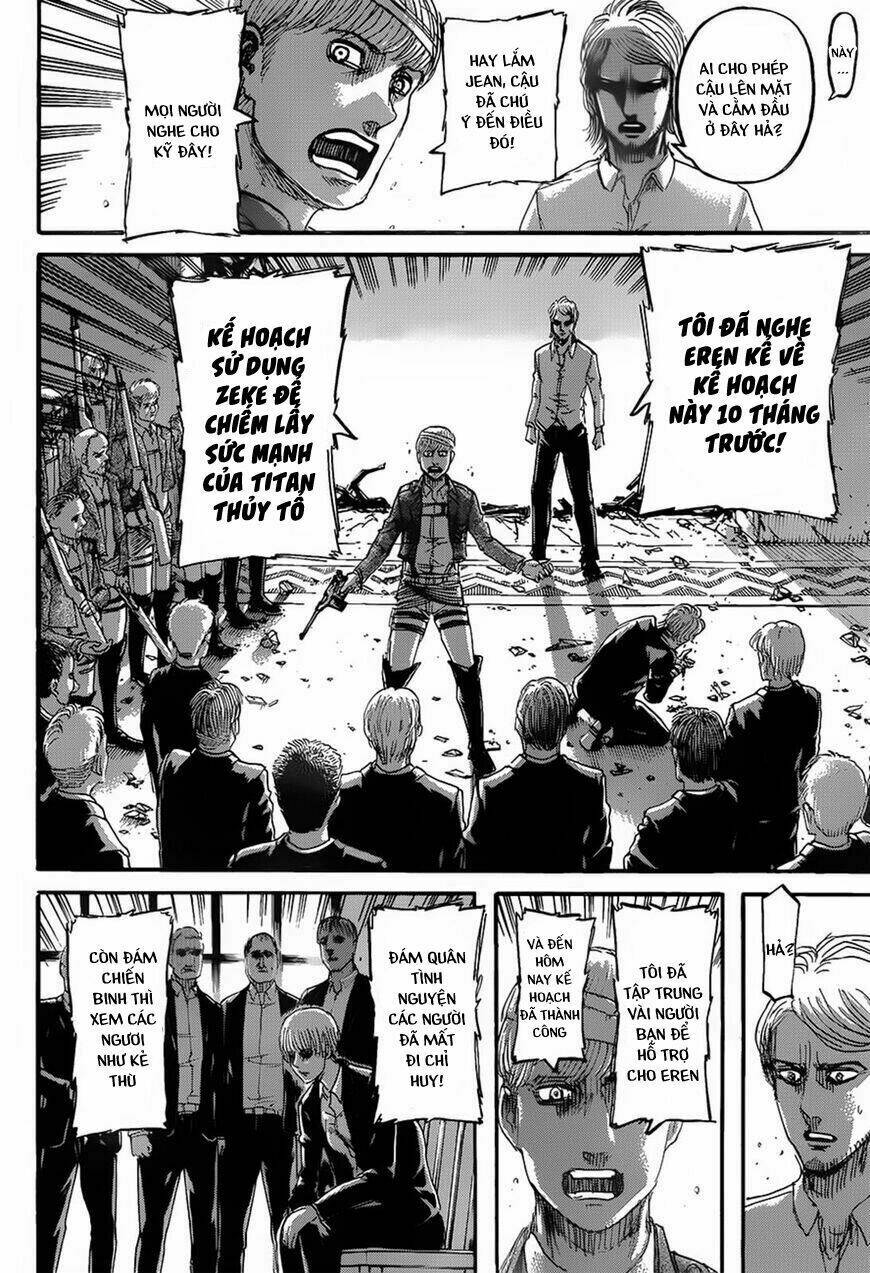 NÀY
...
AI CHO PHÉP
CẬU LÊN MẶT
VÀ CẦM ĐẦU
Ở ĐÂY HẢ?
HAY LẮM
JEAN, CẬU
ĐÃ CHÚ
Ý ĐẾN ĐIỀU
ĐÓ!
MỌI NGƯỜI
NGHE CHO
KỸ ĐÂY!
TÔI ĐÃ NGHE
EREN KỂ VỀ
KẾ HOẠCH
NÀY 10 THÁNG
TRƯỚC!
KẾ HOẠCH
SỬ DỤNG
ZEKE ĐỂ
CHIẾM LẤY
SỨC MẠNH
CỦA TITAN
THỦY TỔ
HẢ?
TÔI ĐÃ
TẬP TRUNG
VÀI NGƯỜI
BẠN ĐỂ
HỖ TRỢ
CHO EREN
VÀ ĐẾN
HÔM
NAY KẾ
HOẠCH
ĐÃ THÀNH
CÔNG
ĐÁM QUÂN
TÌNH
NGUYỆN
CÁC NGƯỜI
ĐÃ MẤT
ĐI CHỈ
HUY!
CÒN ĐÁM
CHIẾN
BINH THÌ
XEM CÁC
NGƯƠI
NHƯ KẺ
THÙ